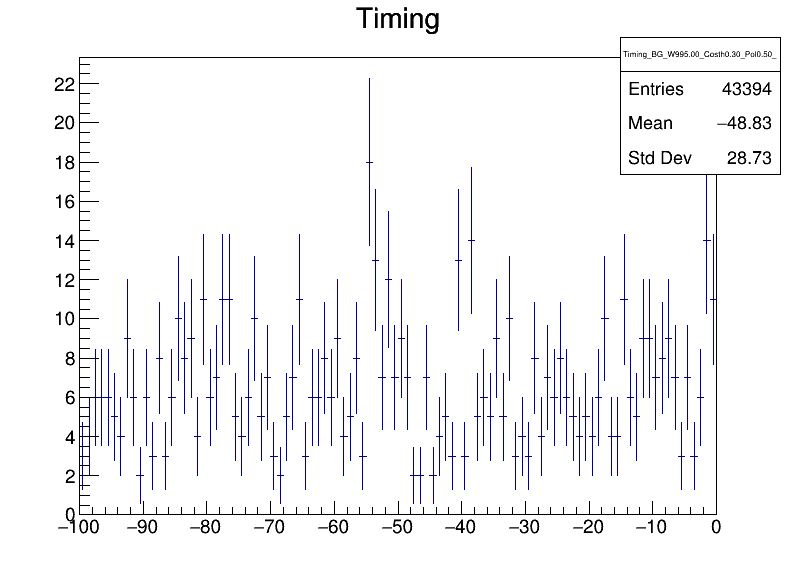 Timing
Timing_BG_W995.00_Costh0.30_Pol0.50_
Entries 43394
Mean −48.83
Std Dev 28.73
22
20
18
16
14
12
10
8
6
4
2
0
−100 −90 −80 −70 −60 −50 −40 −30 −20 −10 0